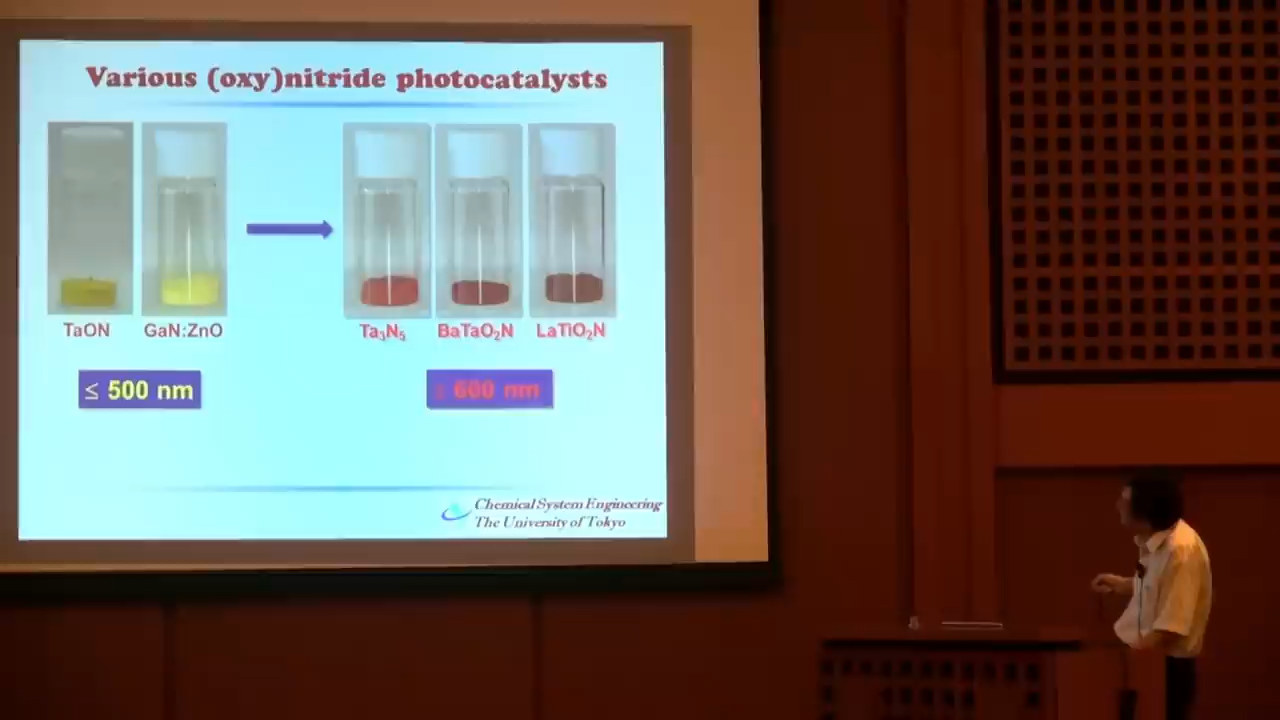 Various (oxy)nitride photocatalysts
TaON
GaN:ZnO
Ta₃N₅
BaTaO₂N
LaTiO₂N
≤ 500 nm
600 nm
Chemical System Engineering
The University of Tokyo